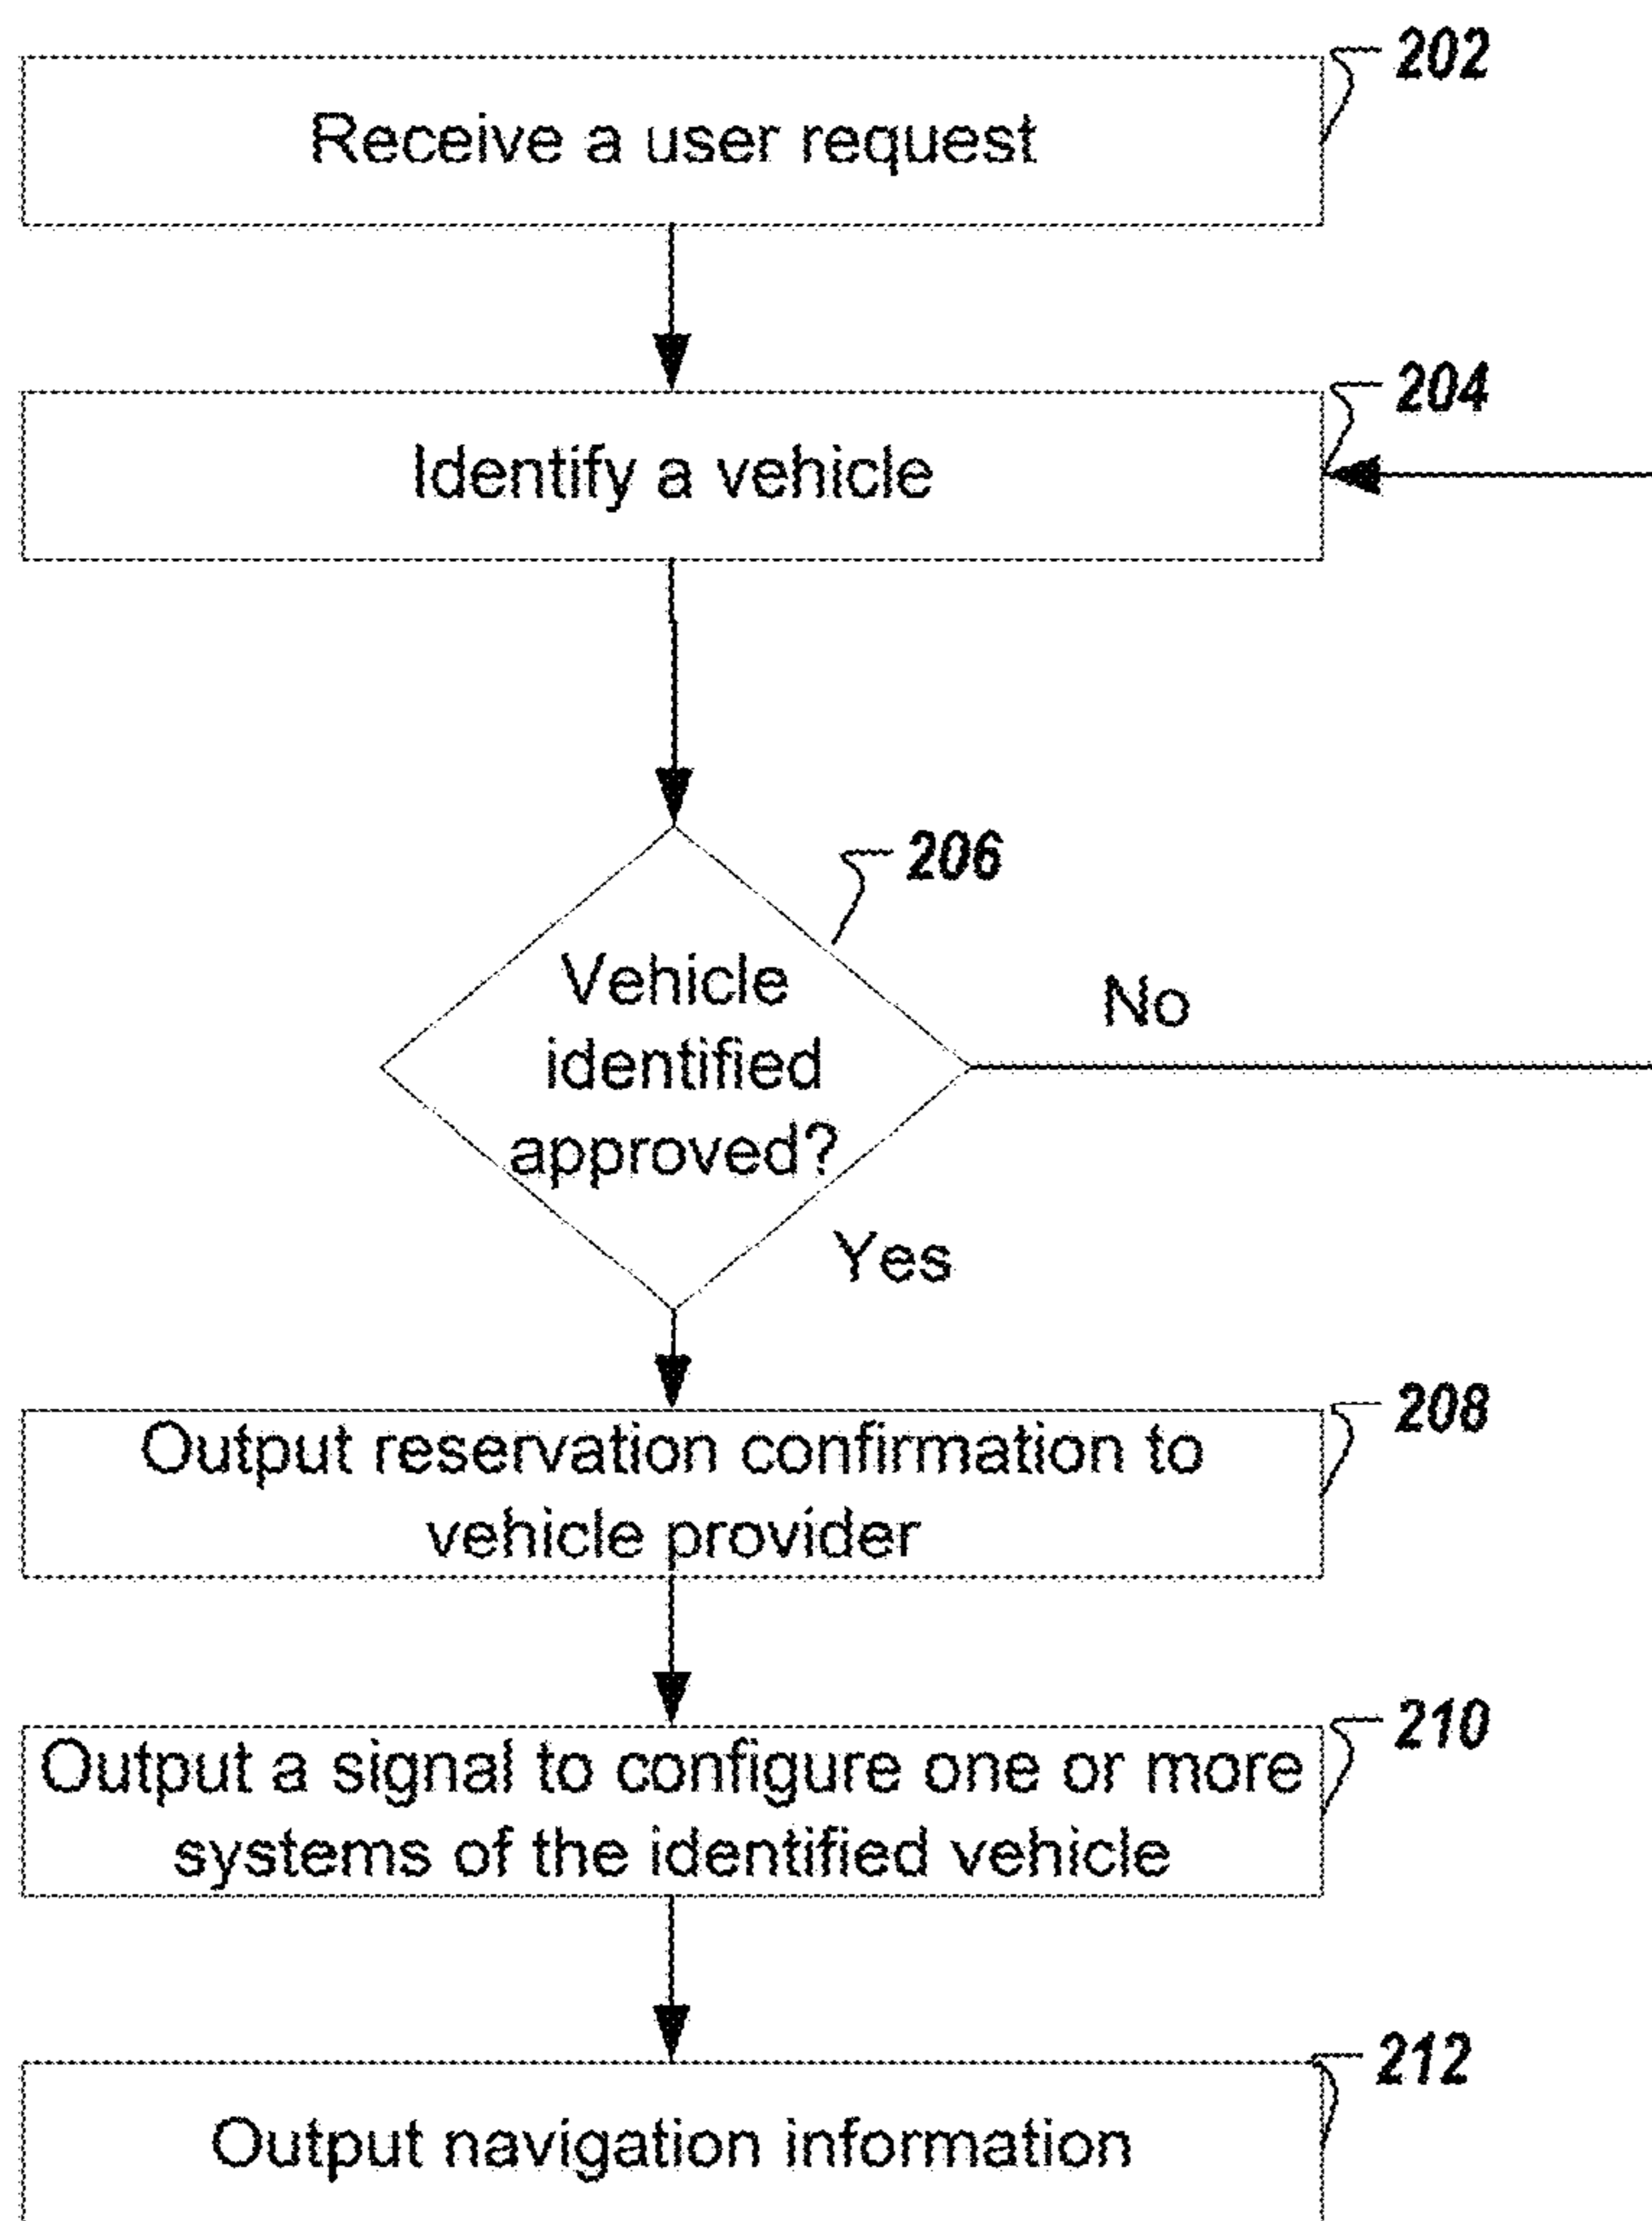 202
Receive a user request
204
Identify a vehicle
206
Vehicle
identified
approved?
No
Yes
208
Output reservation confirmation to
vehicle provider
210
Output a signal to configure one or more
systems of the identified vehicle
212
Output navigation information